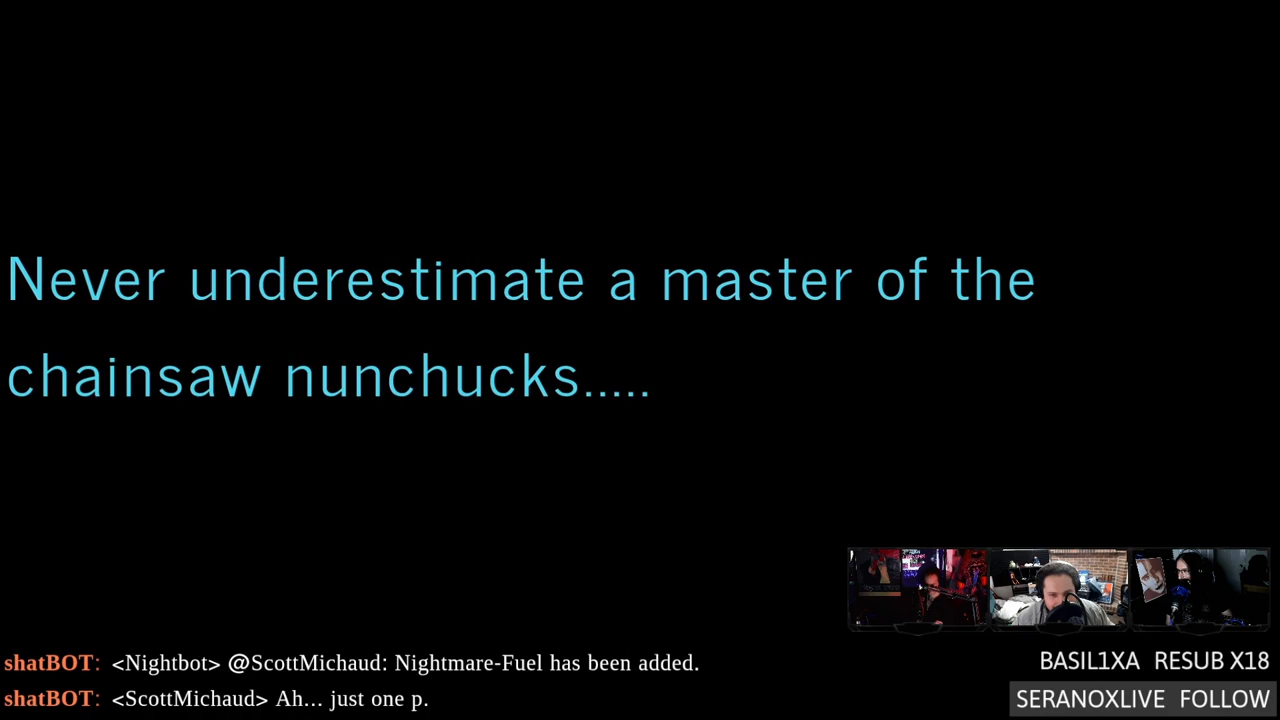 Never underestimate a master of the
chainsaw nunchucks.....
shatBOT: <Nightbot> @ScottMichaud: Nightmare-Fuel has been added.
BASIL1XA RESUB X18
shatBOT: <ScottMichaud> Ah... just one p.
SERANOXLIVE FOLLOW